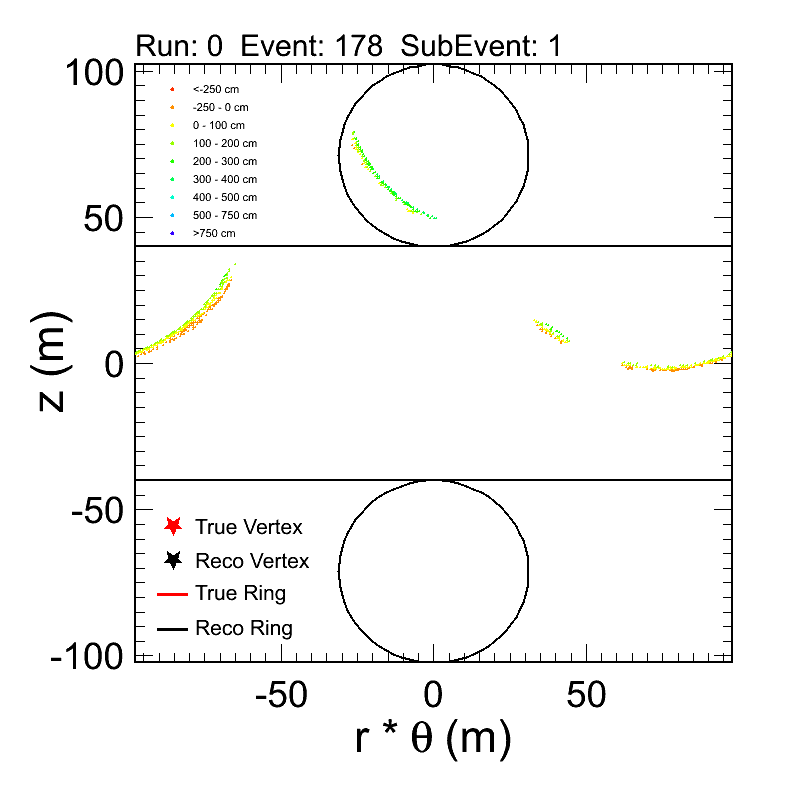 Run: 0 Event: 178 SubEvent: 1
100
<-250 cm
-250 - 0 cm
0 - 100 cm
100 - 200 cm
200 - 300 cm
300 - 400 cm
400 - 500 cm
500 - 750 cm
>750 cm
50
0
z (m)
-50
True Vertex
Reco Vertex
True Ring
Reco Ring
-100
-50 0 50
r * θ (m)